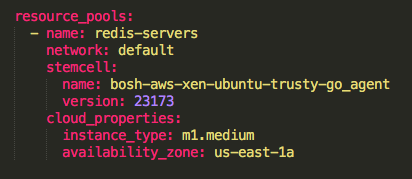 resource_pools:
  - name: redis-servers
    network: default
    stemcell:
      name: bosh-aws-xen-ubuntu-trusty-go_agent
      version: 23173
    cloud_properties:
      instance_type: m1.medium
      availability_zone: us-east-1a